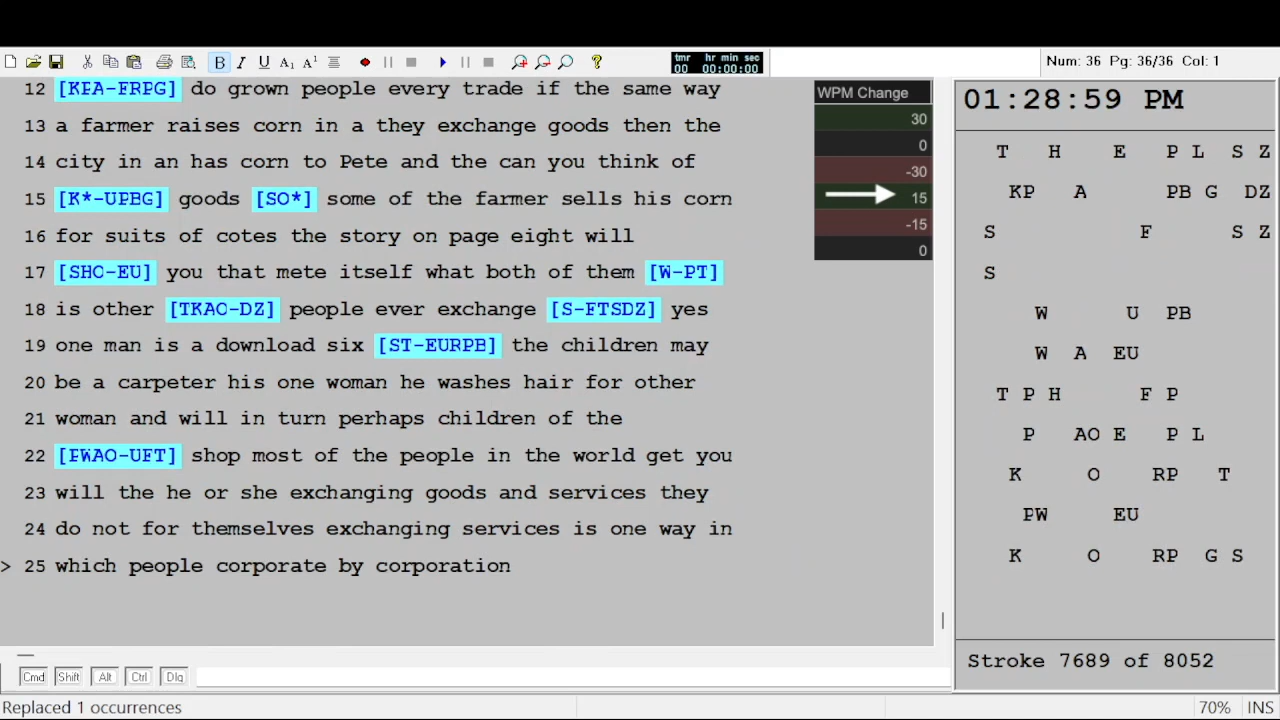 B I U A₁ A¹
tmr hr min sec
00 00:00:00
Num: 36 Pg: 36/36 Col: 1
12 [KPA-FRPG] do grown people every trade if the same way
13 a farmer raises corn in a they exchange goods then the
14 city in an has corn to Pete and the can you think of
15 [K*-UPBG] goods [SO*] some of the farmer sells his corn
16 for suits of cotes the story on page eight will
17 [SHO-EU] you that mete itself what both of them [W-PT]
18 is other [TKAO-DZ] people ever exchange [S-FTSDZ] yes
19 one man is a download six [ST-EURPB] the children may
20 be a carpeter his one woman he washes hair for other
21 woman and will in turn perhaps children of the
22 [PWAO-UFT] shop most of the people in the world get you
23 will the he or she exchanging goods and services they
24 do not for themselves exchanging services is one way in
> 25 which people corporate by corporation
WPM Change
30
0
-30
15
-15
0
01:28:59 PM
T H E P L S Z
KP A PB G DZ
S F S Z
S
W U PB
W A EU
T P H F P
P AO E P L
K O RP T
PW EU
K O RP G S
Stroke 7689 of 8052
Cmd Shift Alt Ctrl Dlg
Replaced 1 occurrences
70% INS